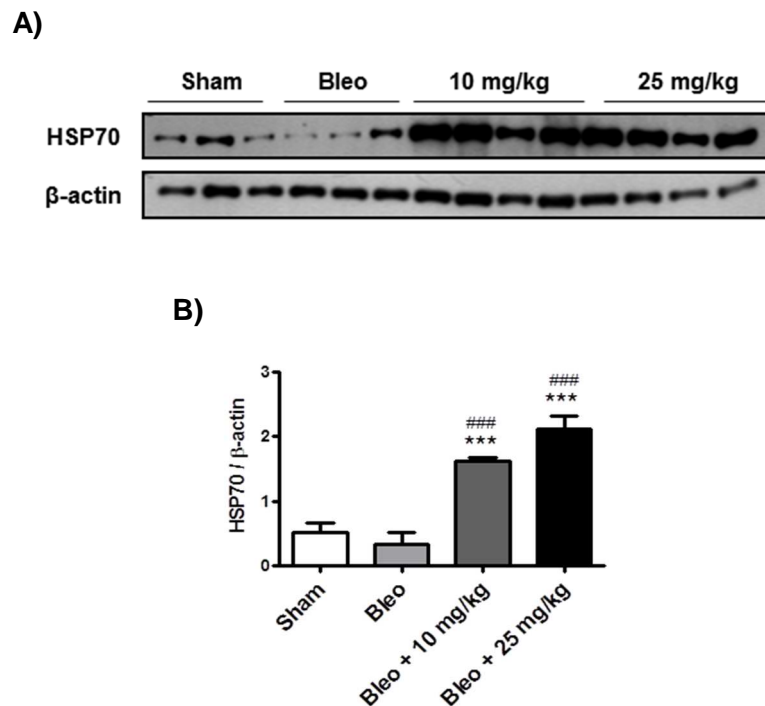 A)
Sham Bleo 10 mg/kg 25 mg/kg
HSP70
β-actin
B)
HSP70 / β-actin
3
2
1
0
###
***
###
***
Sham
Bleo
Bleo + 10 mg/kg
Bleo + 25 mg/kg